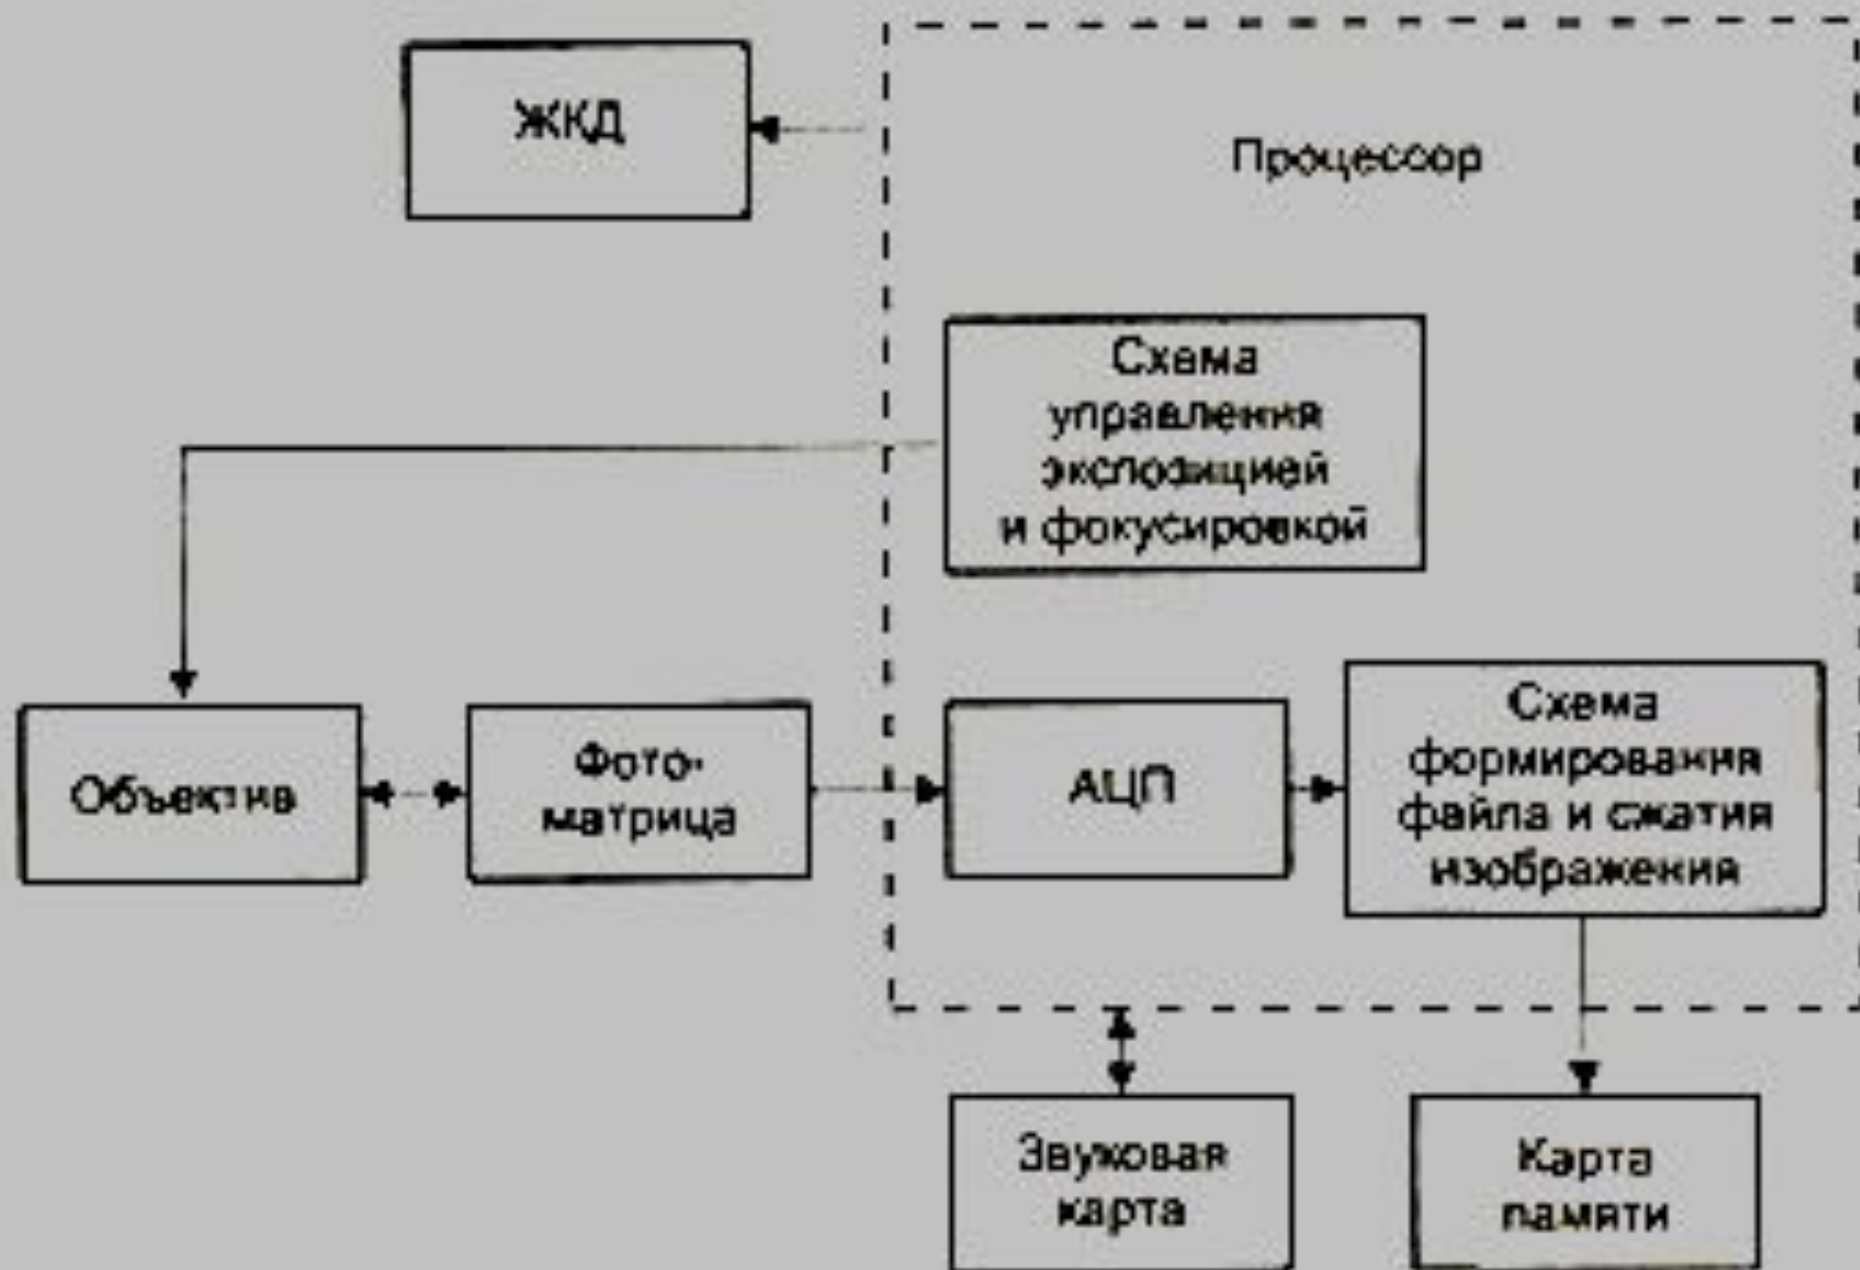 ЖКД
Процессор
Схема
управления
экспозицией
и фокусировкой
Объектив
Фото-
матрица
АЦП
Схема
формирования
файла и сжатия
изображения
Звуковая
карта
Карта
памяти